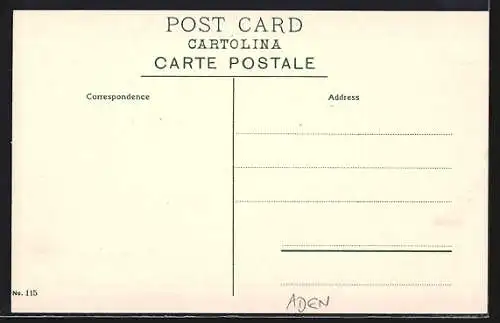 POST CARD
CARTOLINA
CARTE POSTALE
Correspondence
Address
No. 115
ADEN